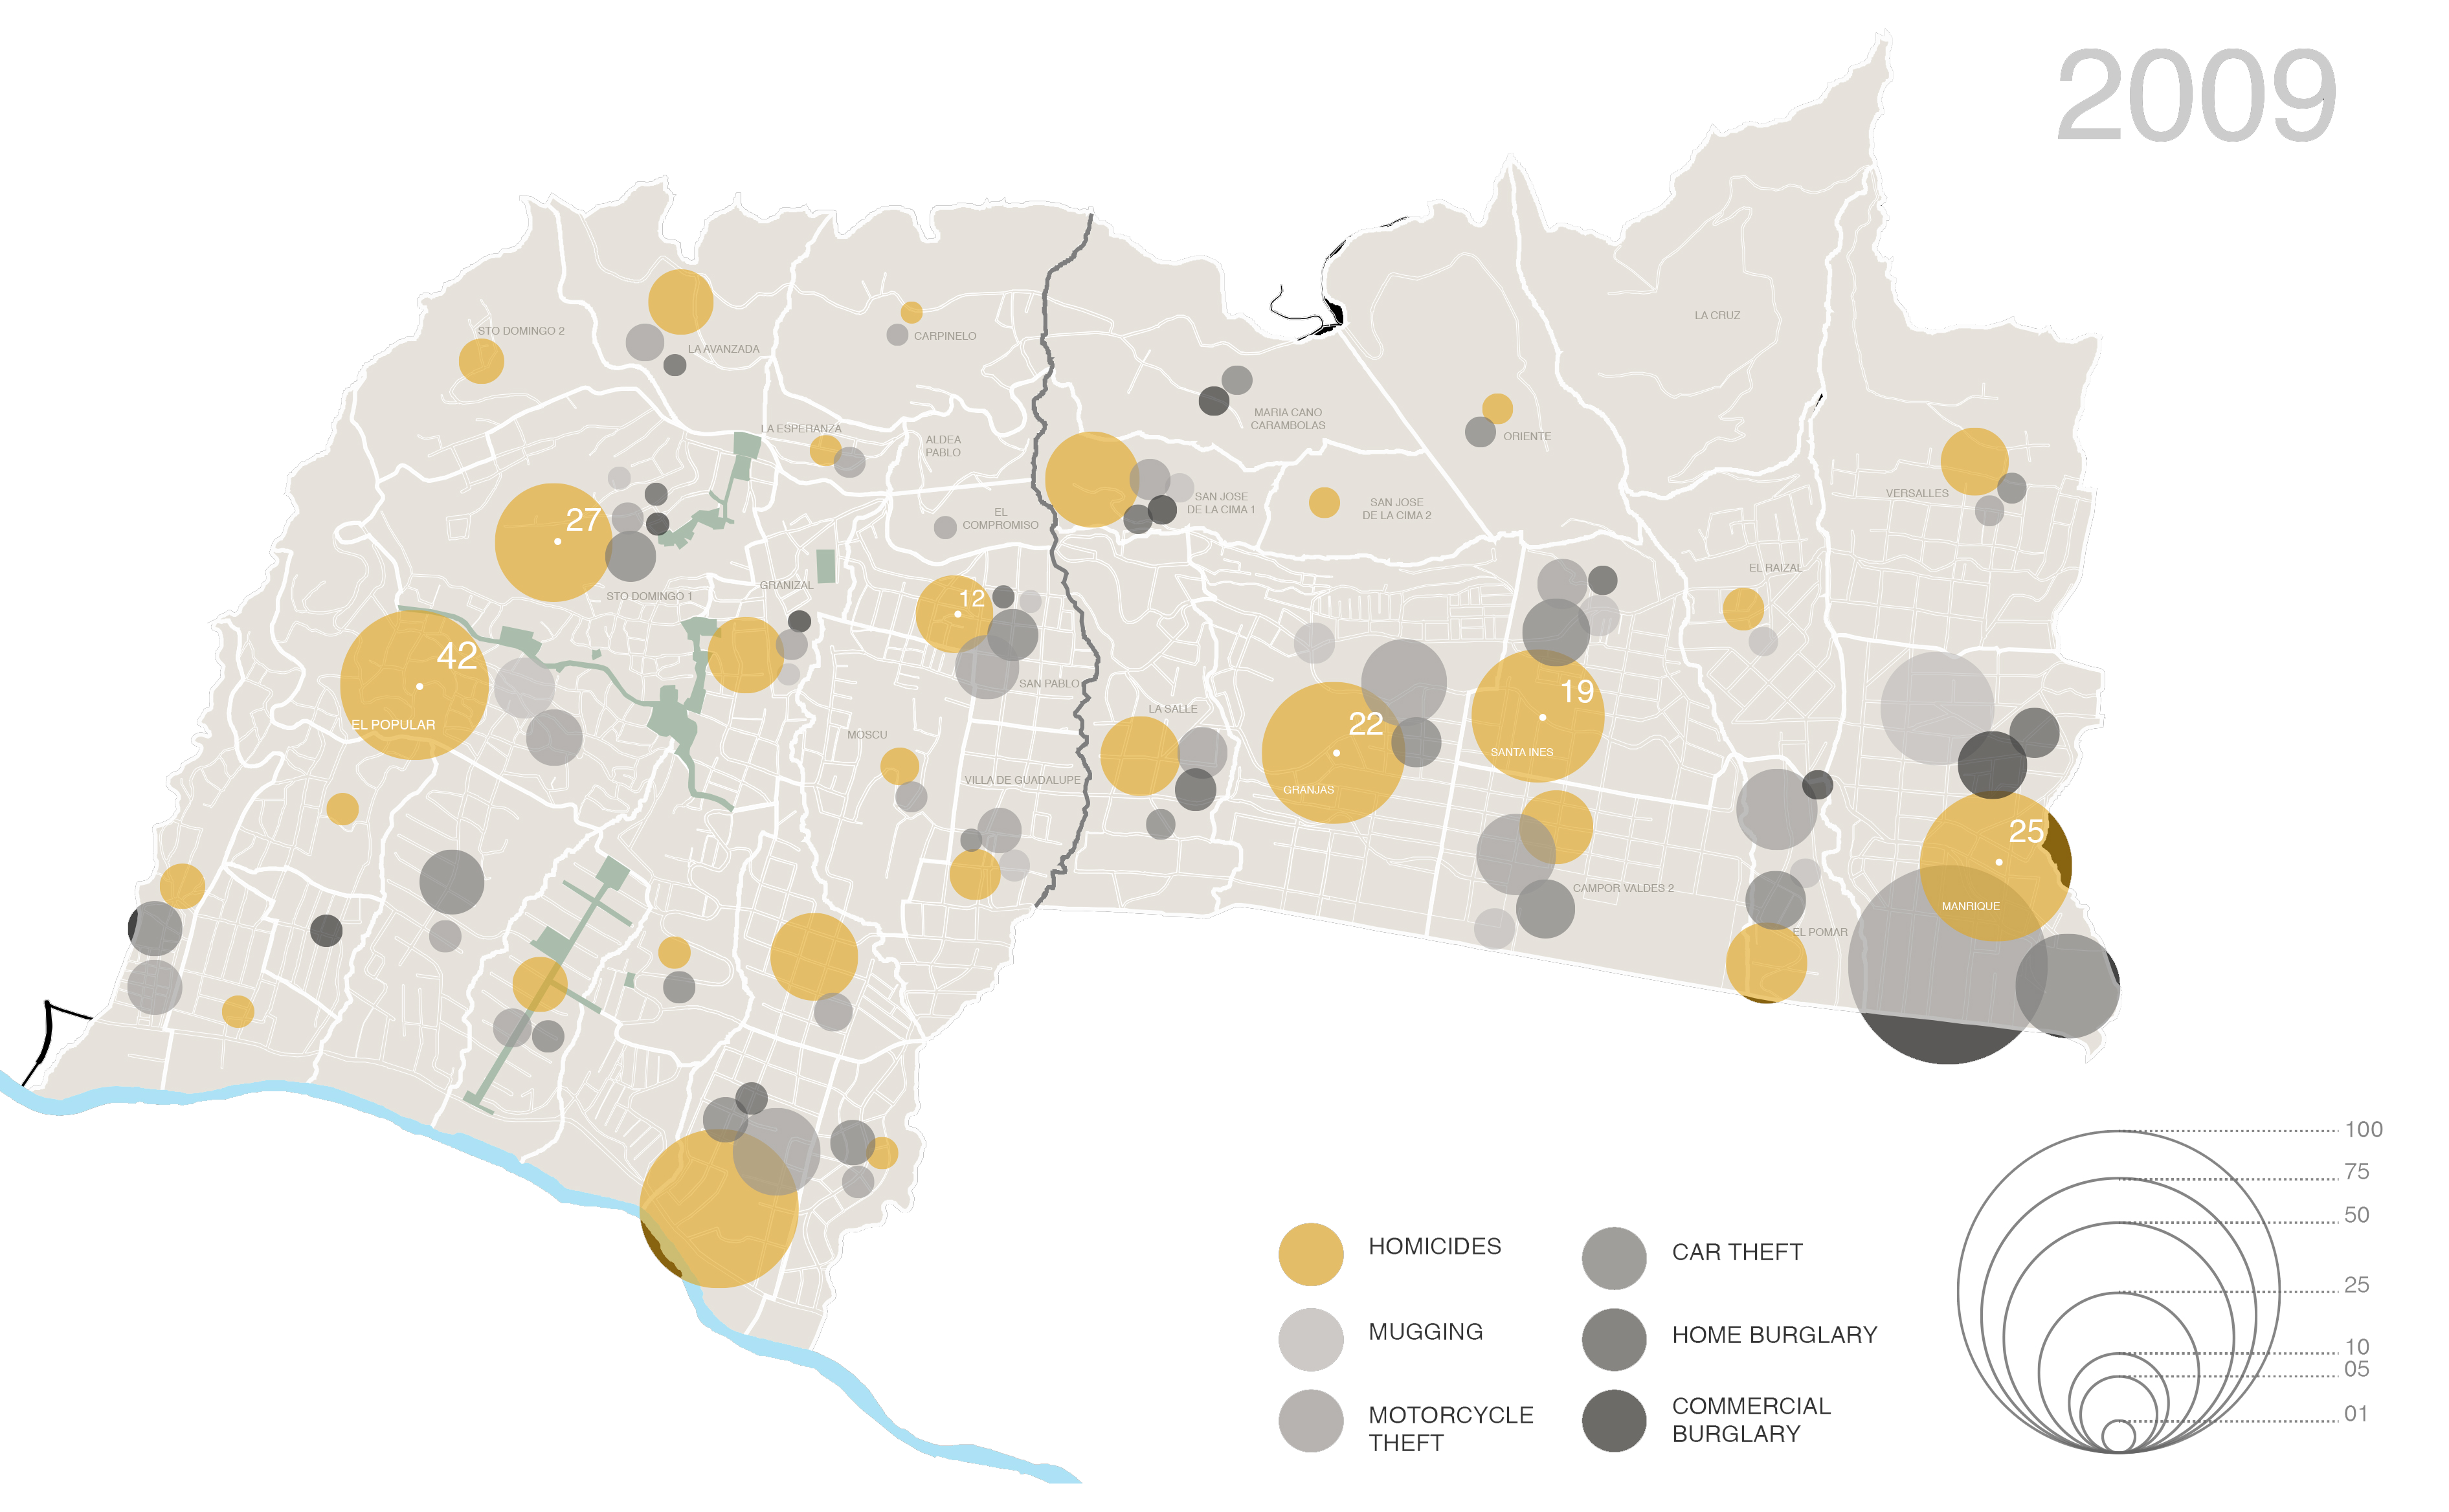 2009
STO DOMINGO 2
LA AVANZADA
CARPINELO
LA CRUZ
LA ESPERANZA
ALDEA
PABLO
MARIA CANO
CARAMBOLAS
ORIENTE
EL
COMPROMISO
SAN JOSE
DE LA CIMA 1
SAN JOSE
DE LA CIMA 2
VERSALLES
27
STO DOMINGO 1
GRANIZAL
12
EL RAIZAL
42
EL POPULAR
SAN PABLO
MOSCU
LA SALLE
VILLA DE GUADALUPE
22
GRANJAS
19
SANTA INES
CAMPOR VALDES 2
25
MANRIQUE
EL POMAR
HOMICIDES
MUGGING
MOTORCYCLE
THEFT
CAR THEFT
HOME BURGLARY
COMMERCIAL
BURGLARY
100
75
50
25
10
05
01